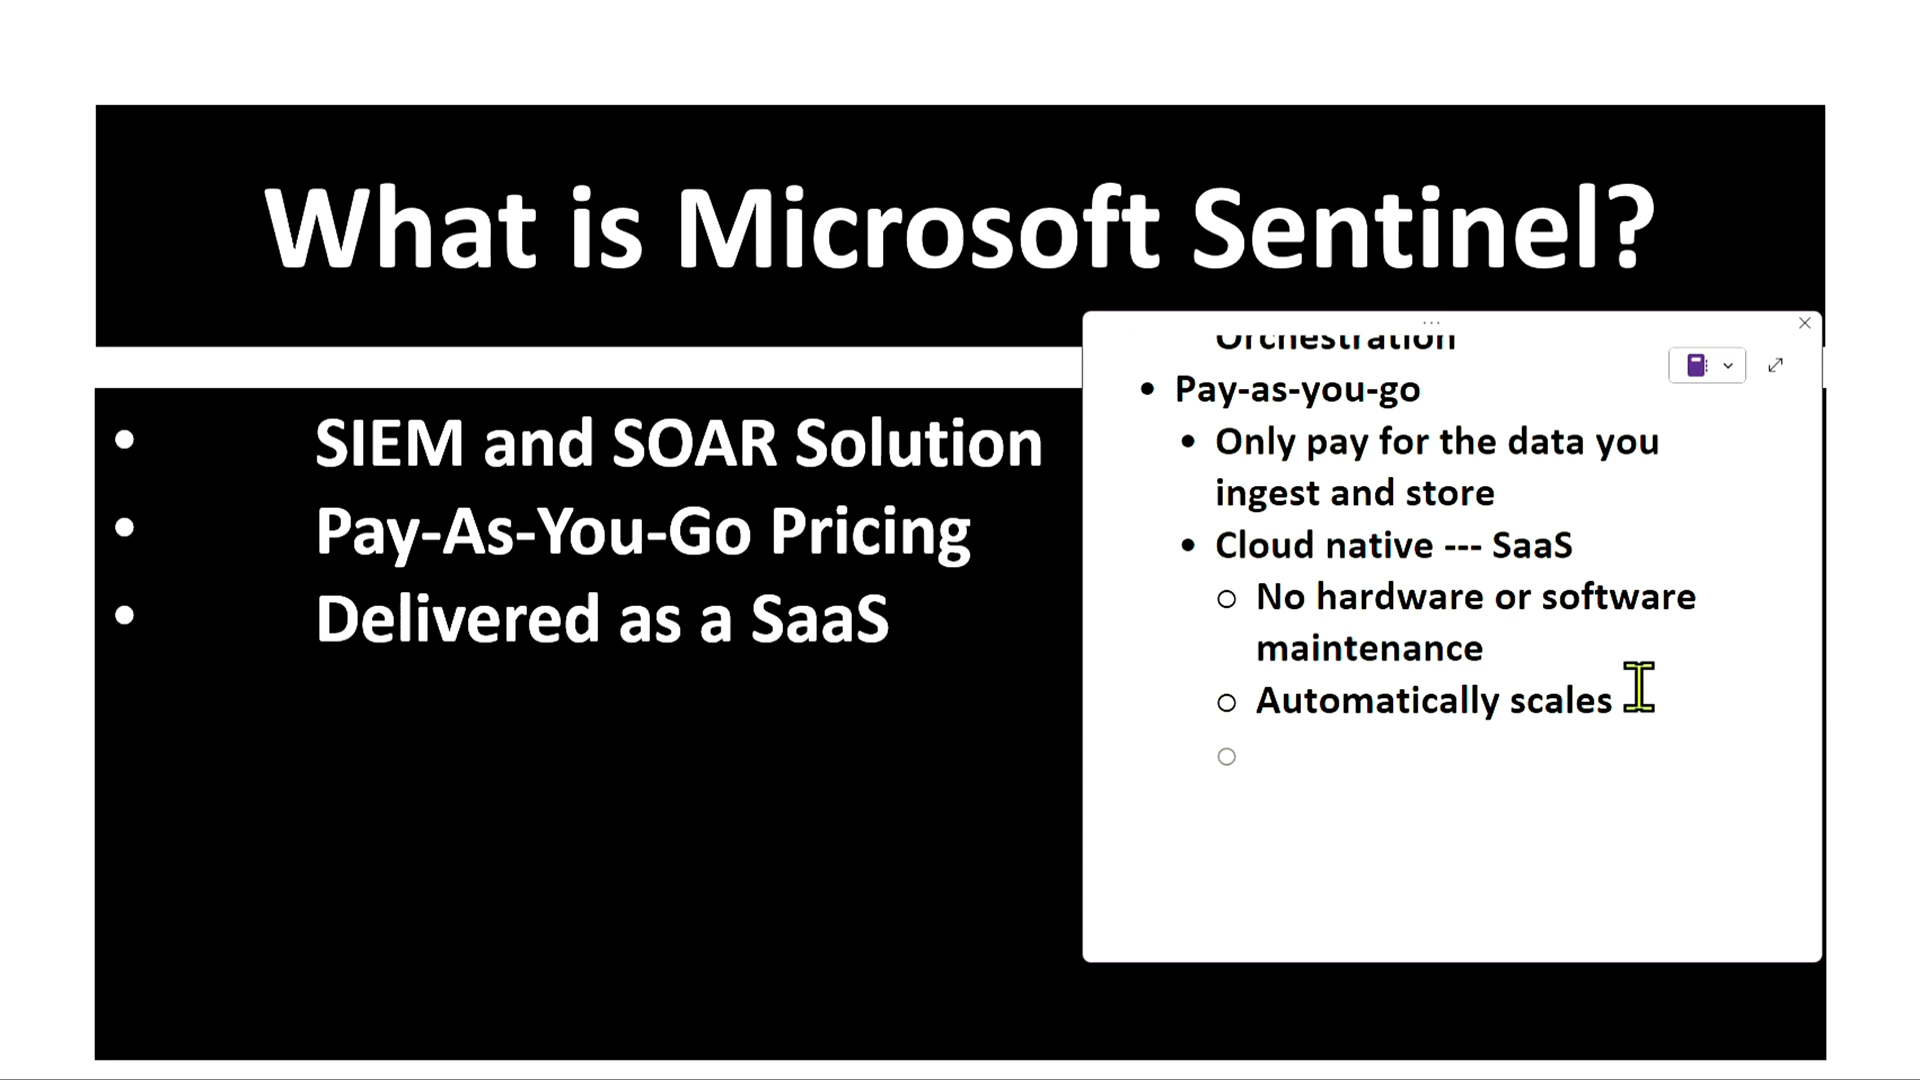 What is Microsoft Sentinel?
• SIEM and SOAR Solution
• Pay-As-You-Go Pricing
• Delivered as a SaaS
Orchestration
• Pay-as-you-go
• Only pay for the data you
ingest and store
• Cloud native --- SaaS
○ No hardware or software
maintenance
○ Automatically scales
○